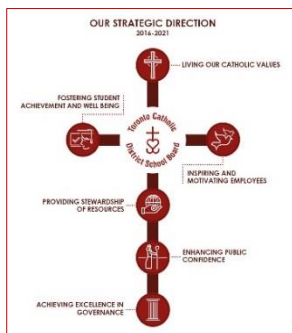 OUR STRATEGIC DIRECTION
2016-2021
LIVING OUR CATHOLIC VALUES
FOSTERING STUDENT
ACHIEVEMENT AND WELL BEING
Toronto Catholic
District School Board
INSPIRING AND
MOTIVATING EMPLOYEES
PROVIDING STEWARDSHIP
OF RESOURCES
ENHANCING PUBLIC
CONFIDENCE
ACHIEVING EXCELLENCE IN
GOVERNANCE